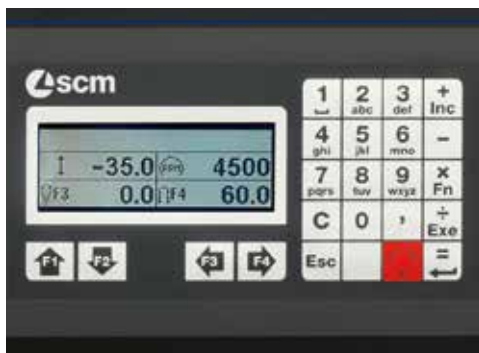 scm
-35.0 RPM 4500
F3 0.0 F4 60.0
F1 F2 F3 F4
1 2 abc 3 def + Inc
4 ghi 5 jkl 6 mno -
7 pqrs 8 tuv 9 wxyz × Fn
C 0 , ÷ Exe
Esc =